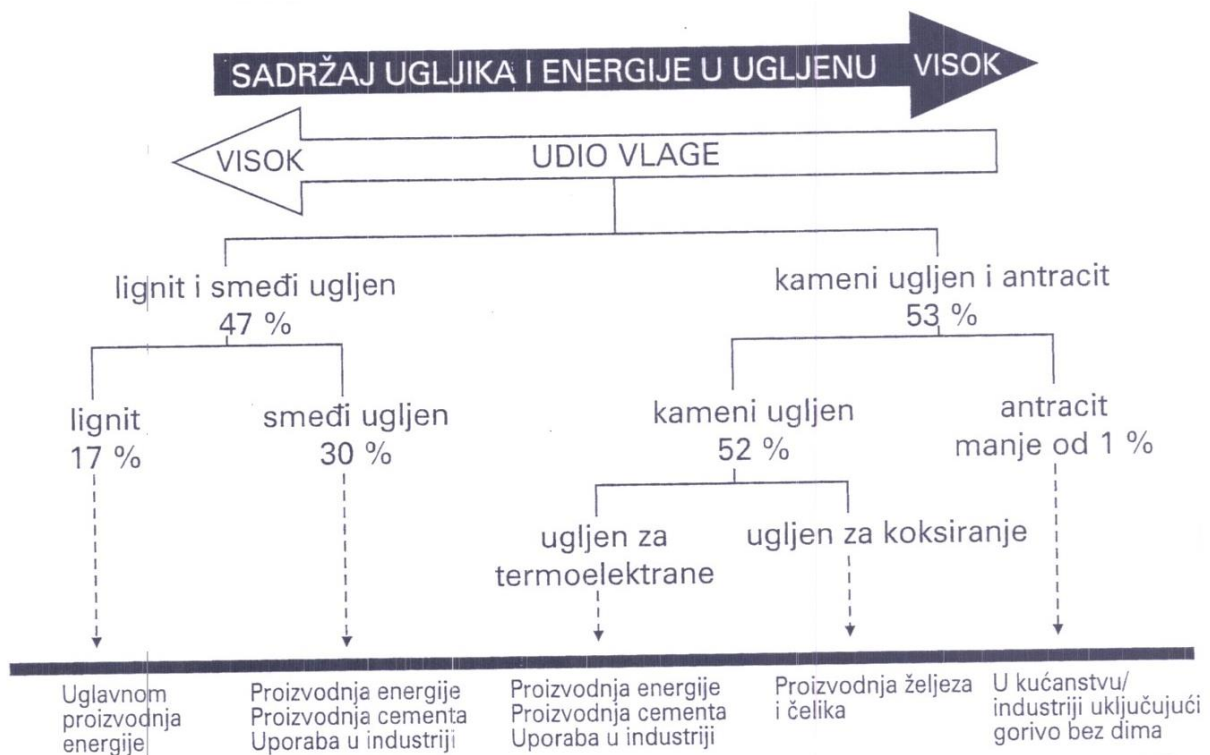 SADRŽAJ UGLJIKA I ENERGIJE U UGLJENU VISOK
VISOK UDIO VLAGE
lignit i smeđi ugljen
47 %
kameni ugljen i antracit
53 %
lignit
17 %
smeđi ugljen
30 %
kameni ugljen
52 %
antracit
manje od 1 %
ugljen za
termoelektrane
ugljen za koksiranje
Uglavnom
proizvodnja
energije
Proizvodnja energije
Proizvodnja cementa
Uporaba u industriji
Proizvodnja energije
Proizvodnja cementa
Uporaba u industriji
Proizvodnja željeza
i čelika
U kućanstvu/
industriji uključujući
gorivo bez dima